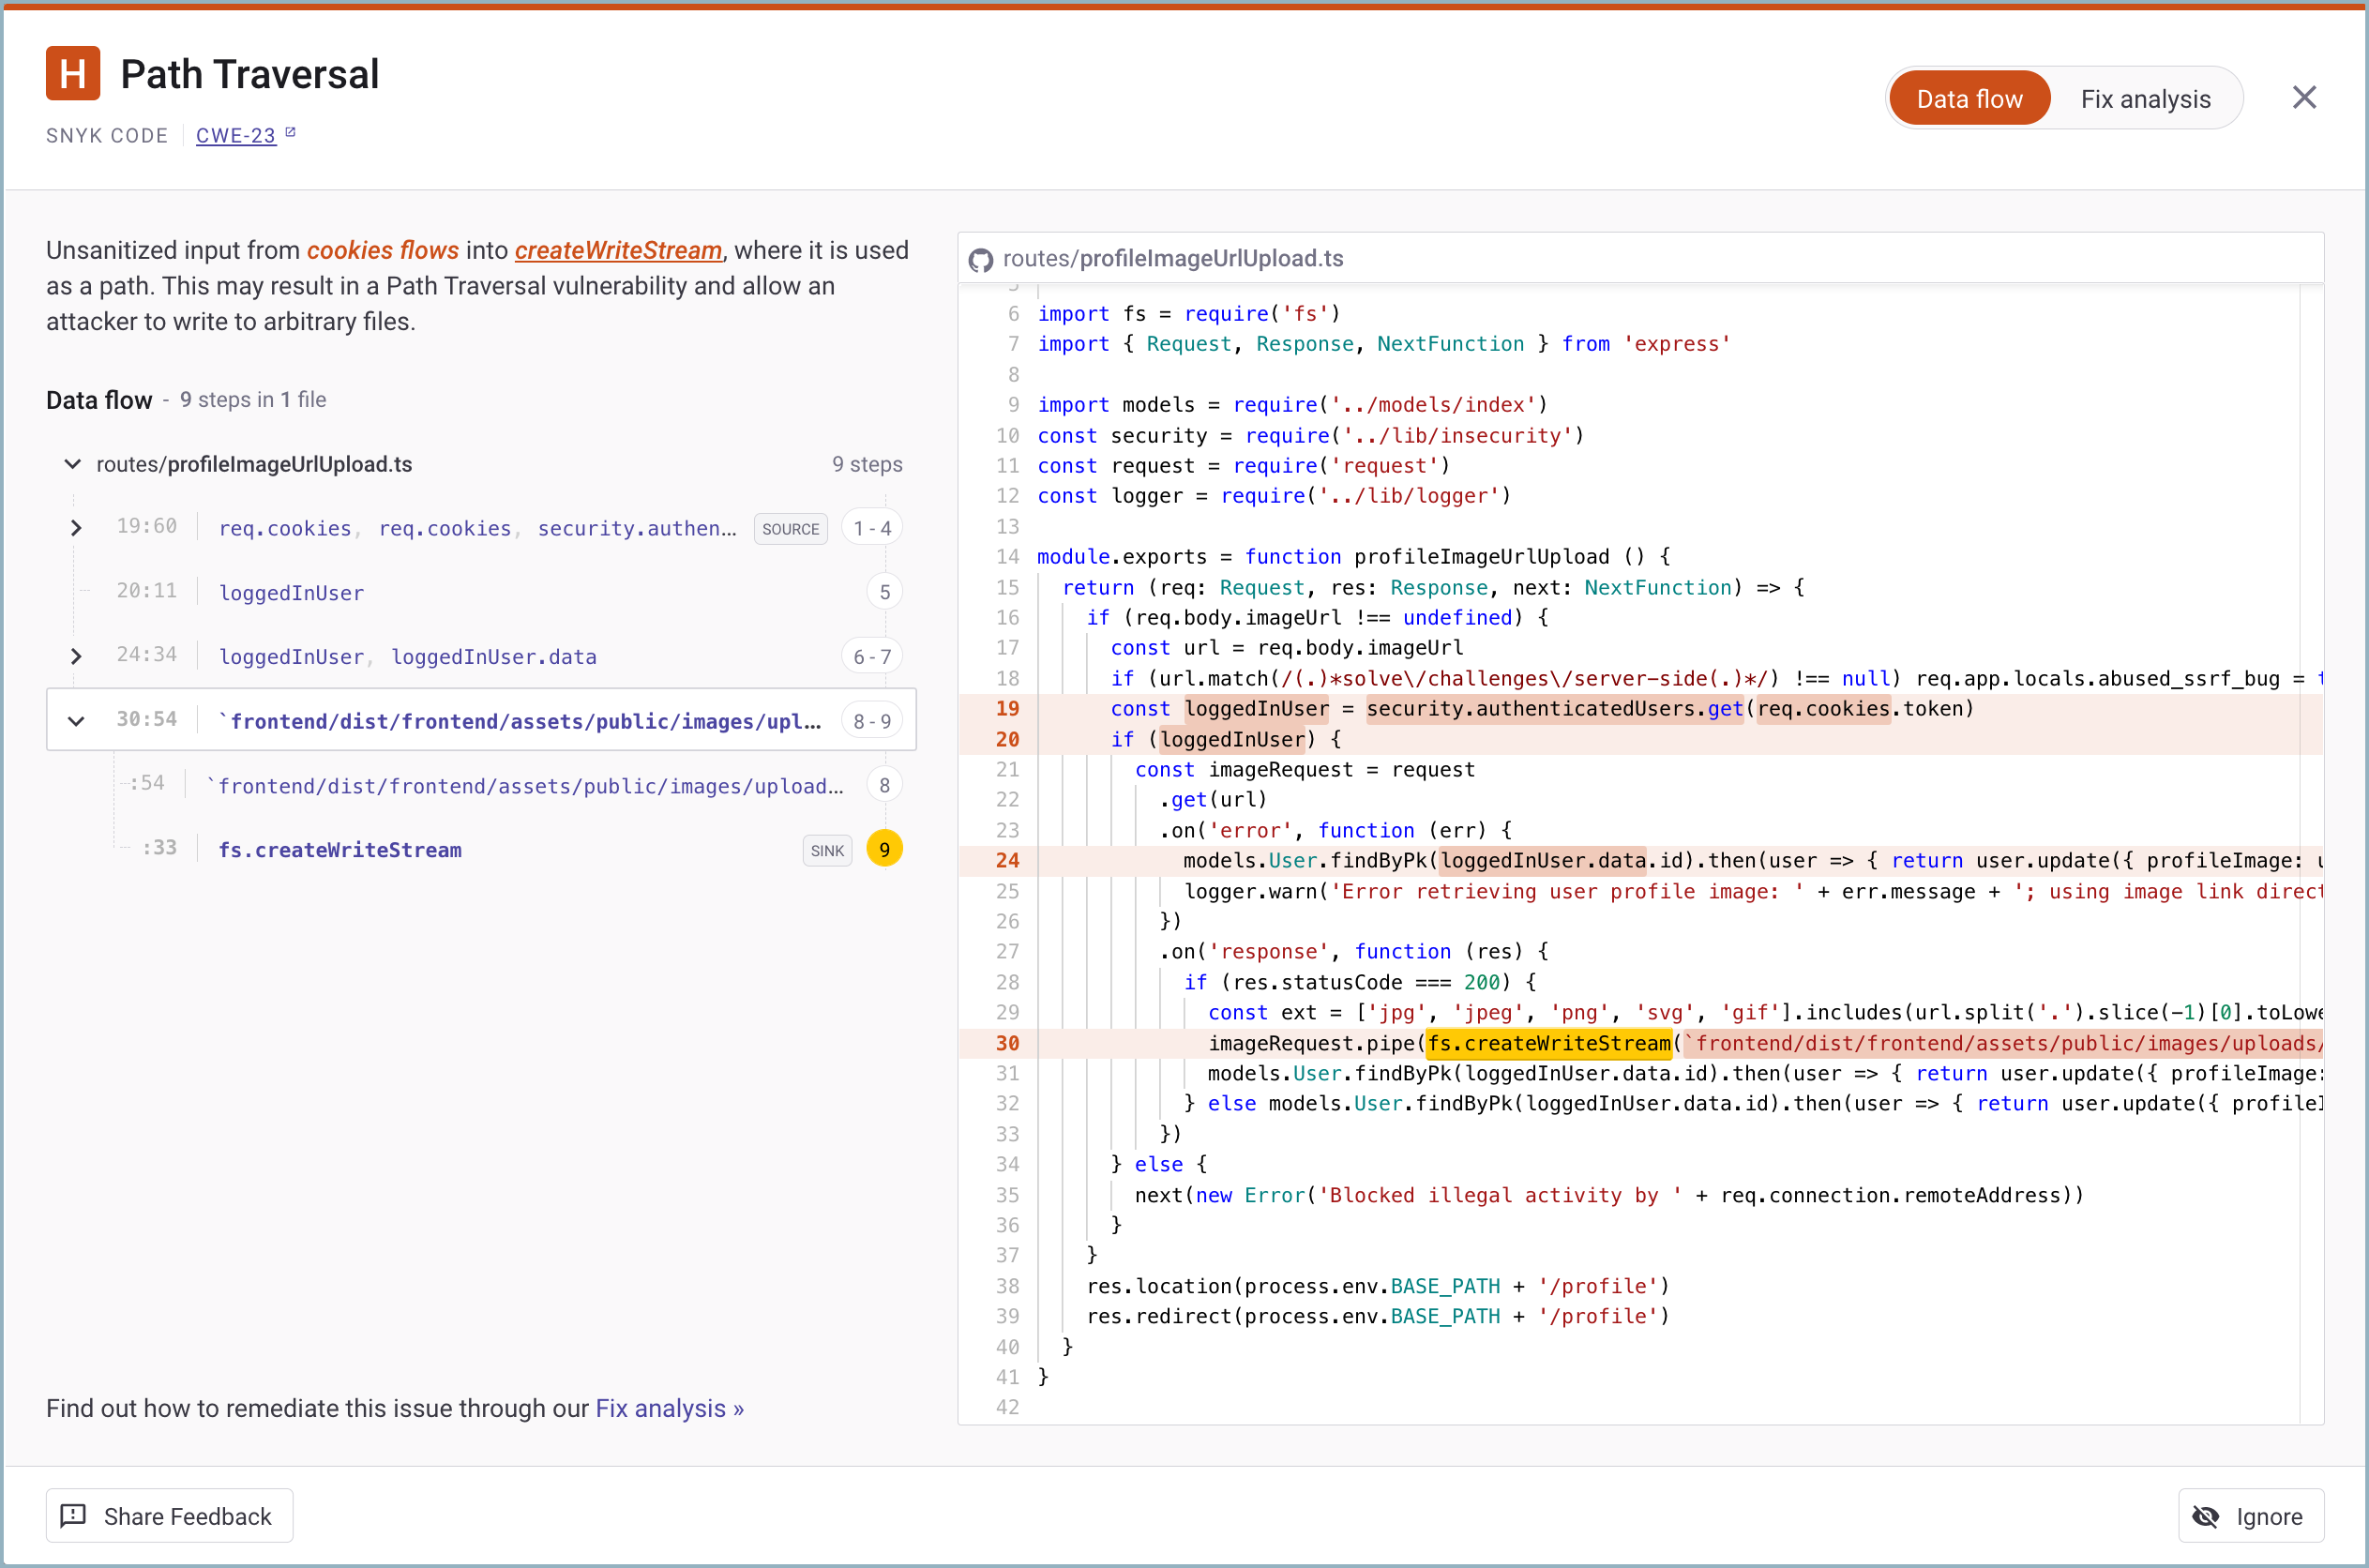 H Path Traversal
SNYK CODE CWE-23
Data flow Fix analysis
Unsanitized input from cookies flows into createWriteStream, where it is used
as a path. This may result in a Path Traversal vulnerability and allow an
attacker to write to arbitrary files.
Data flow - 9 steps in 1 file
routes/profileImageUrlUpload.ts 9 steps
19:60 req.cookies, req.cookies, security.authen... SOURCE 1 - 4
20:11 loggedInUser 5
24:34 loggedInUser, loggedInUser.data 6 - 7
30:54 `frontend/dist/frontend/assets/public/images/upl... 8 - 9
:54 `frontend/dist/frontend/assets/public/images/upload... 8
:33 fs.createWriteStream SINK 9
Find out how to remediate this issue through our Fix analysis »
routes/profileImageUrlUpload.ts
6 import fs = require('fs')
7 import { Request, Response, NextFunction } from 'express'
8
9 import models = require('../models/index')
10 const security = require('../lib/insecurity')
11 const request = require('request')
12 const logger = require('../lib/logger')
13
14 module.exports = function profileImageUrlUpload () {
15 return (req: Request, res: Response, next: NextFunction) => {
16 if (req.body.imageUrl !== undefined) {
17 const url = req.body.imageUrl
18 if (url.match(/(.)*solve\/challenges\/server-side(.)*/) !== null) req.app.locals.abused_ssrf_bug =
19 const loggedInUser = security.authenticatedUsers.get(req.cookies.token)
20 if (loggedInUser) {
21 const imageRequest = request
22 .get(url)
23 .on('error', function (err) {
24 models.User.findByPk(loggedInUser.data.id).then(user => { return user.update({ profileImage:
25 logger.warn('Error retrieving user profile image: ' + err.message + '; using image link direct
26 })
27 .on('response', function (res) {
28 if (res.statusCode === 200) {
29 const ext = ['jpg', 'jpeg', 'png', 'svg', 'gif'].includes(url.split('.').slice(-1)[0].toLowe
30 imageRequest.pipe(fs.createWriteStream(`frontend/dist/frontend/assets/public/images/uploads/
31 models.User.findByPk(loggedInUser.data.id).then(user => { return user.update({ profileImage:
32 } else models.User.findByPk(loggedInUser.data.id).then(user => { return user.update({ profileI
33 })
34 } else {
35 next(new Error('Blocked illegal activity by ' + req.connection.remoteAddress))
36 }
37 }
38 res.location(process.env.BASE_PATH + '/profile')
39 res.redirect(process.env.BASE_PATH + '/profile')
40 }
41 }
42
Share Feedback
Ignore